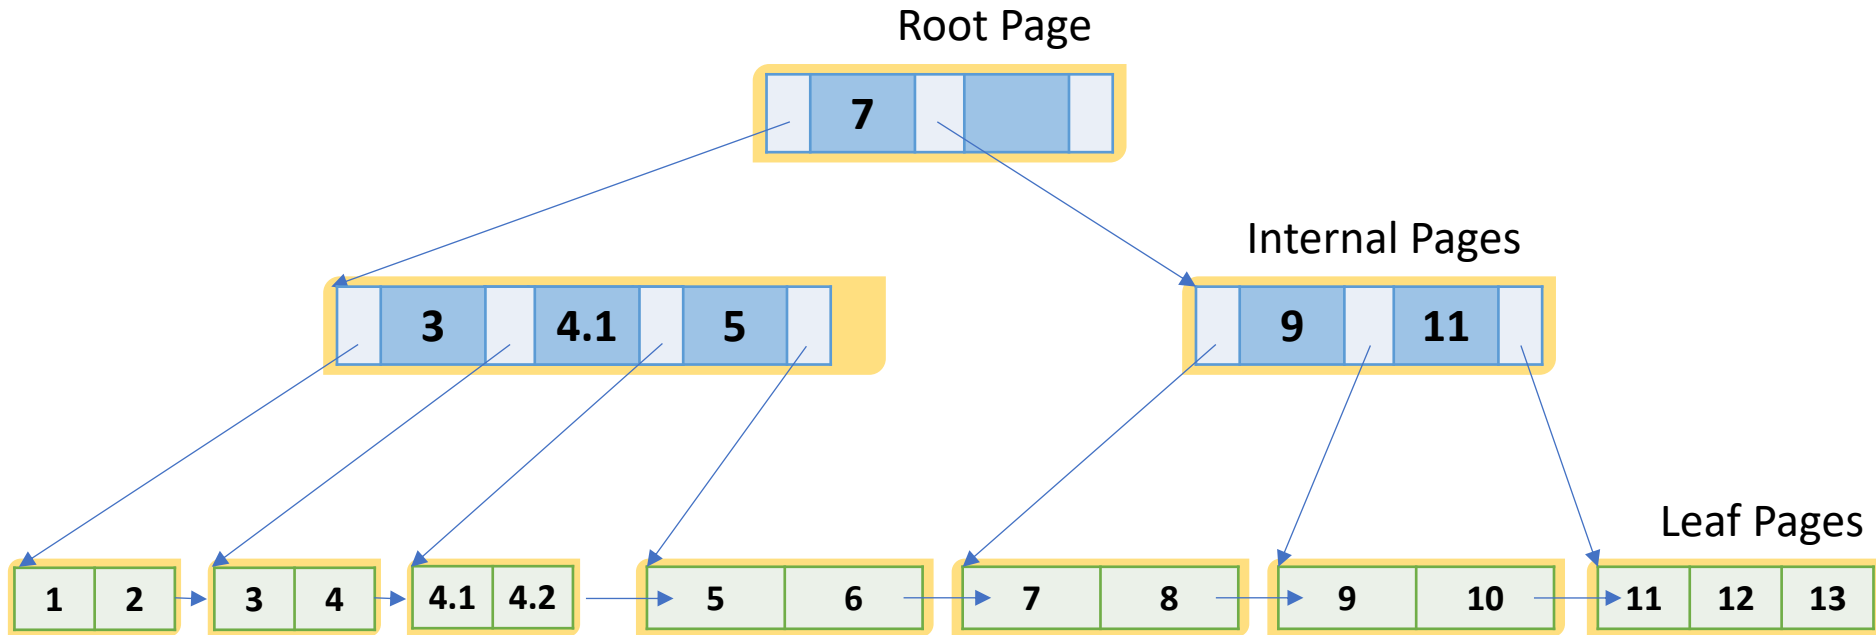 Root Page
7
Internal Pages
3 4.1 5
9 11
Leaf Pages
1 2 3 4 4.1 4.2 5 6 7 8 9 10 11 12 13